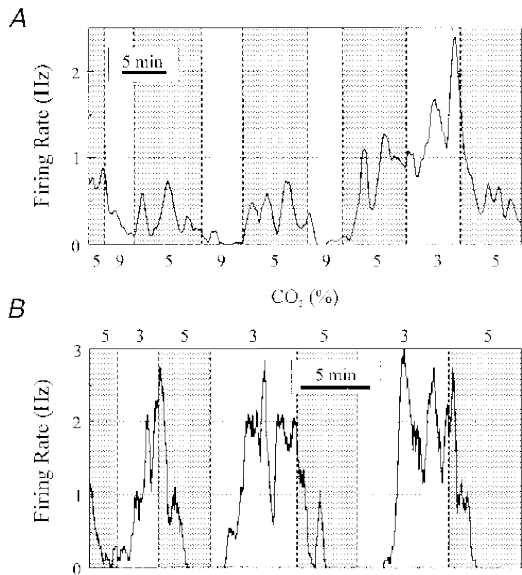 A
5 min
Firing Rate (Hz)
2
1
0
5 9 5 9 5 9 5 3 5
CO₂ (%)
B
5 3 5 3 5 3 5
5 min
Firing Rate (Hz)
3
2
1
0